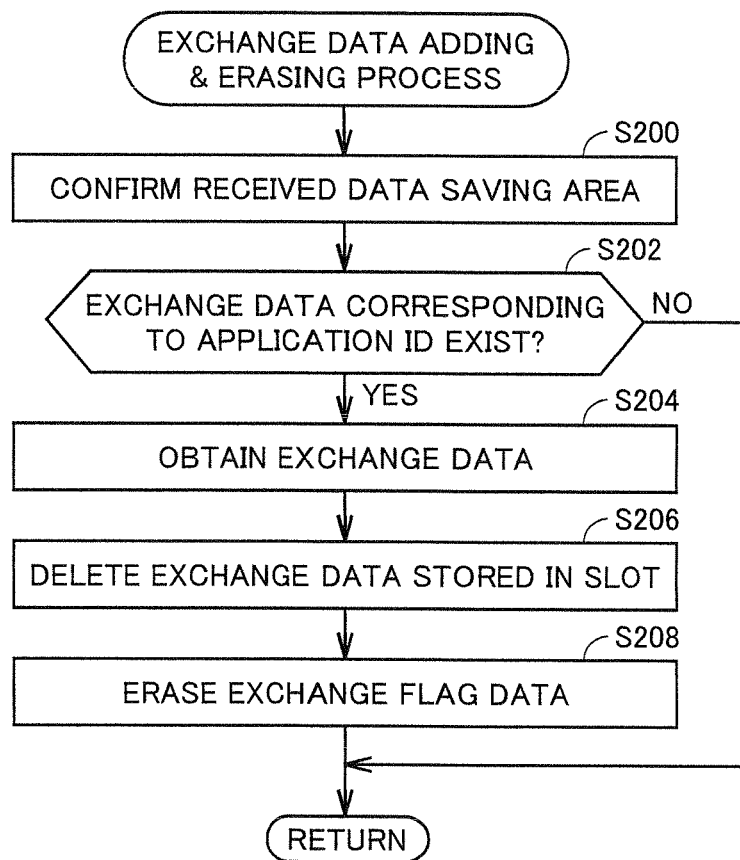 EXCHANGE DATA ADDING
& ERASING PROCESS
S200
CONFIRM RECEIVED DATA SAVING AREA
S202
EXCHANGE DATA CORRESPONDING
TO APPLICATION ID EXIST?
NO
YES
S204
OBTAIN EXCHANGE DATA
S206
DELETE EXCHANGE DATA STORED IN SLOT
S208
ERASE EXCHANGE FLAG DATA
RETURN